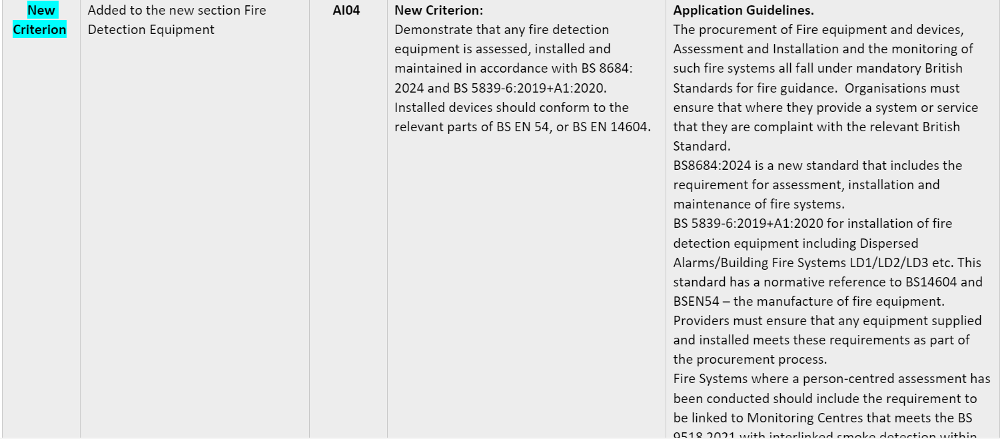 New
Criterion
Added to the new section Fire
Detection Equipment
AI04
New Criterion:
Demonstrate that any fire detection
equipment is assessed, installed and
maintained in accordance with BS 8684:
2024 and BS 5839-6:2019+A1:2020.
Installed devices should conform to the
relevant parts of BS EN 54, or BS EN 14604.
Application Guidelines.
The procurement of Fire equipment and devices,
Assessment and Installation and the monitoring of
such fire systems all fall under mandatory British
Standards for fire guidance.  Organisations must
ensure that where they provide a system or service
that they are complaint with the relevant British
Standard.
BS8684:2024 is a new standard that includes the
requirement for assessment, installation and
maintenance of fire systems.
BS 5839-6:2019+A1:2020 for installation of fire
detection equipment including Dispersed
Alarms/Building Fire Systems LD1/LD2/LD3 etc. This
standard has a normative reference to BS14604 and
BSEN54 – the manufacture of fire equipment.
Providers must ensure that any equipment supplied
and installed meets these requirements as part of
the procurement process.
Fire Systems where a person-centred assessment has
been conducted should include the requirement to
be linked to Monitoring Centres that meets the BS
9518 2021 with interlinked smoke detection within